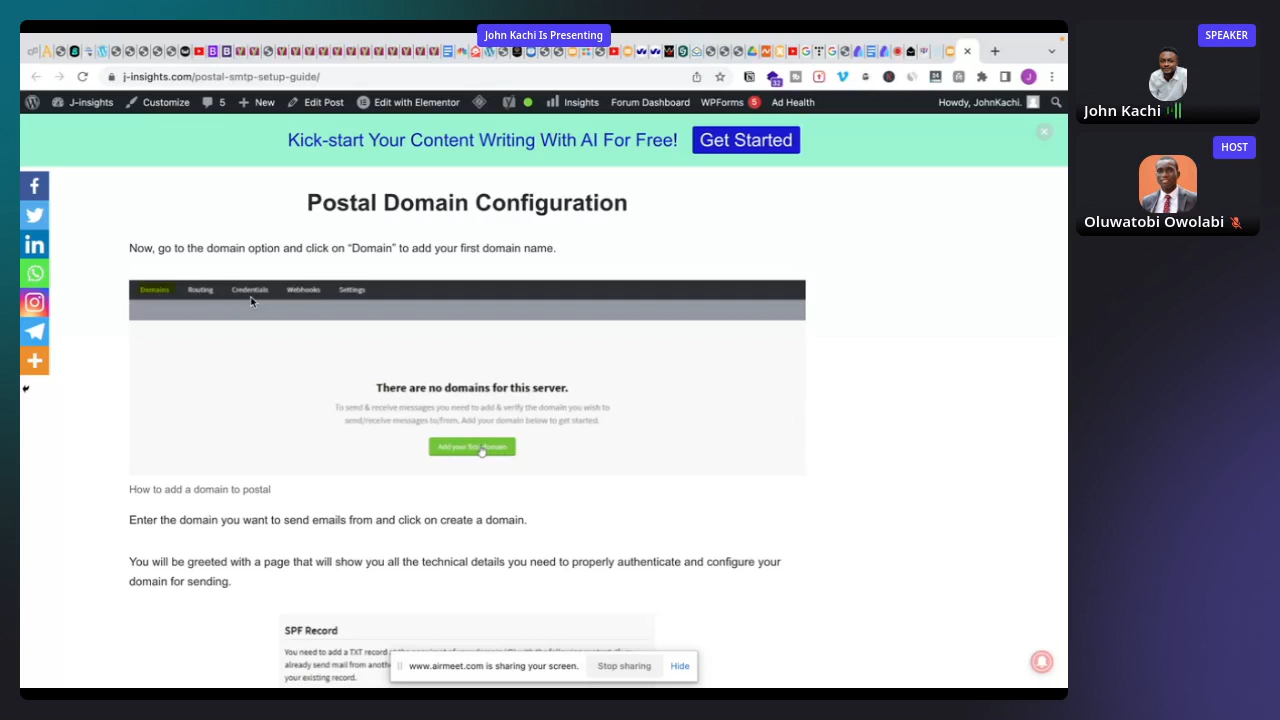 John Kachi Is Presenting
j-insights.com/postal-smtp-setup-guide/
J-insights Customize 5 New Edit Post Edit with Elementor Insights Forum Dashboard WPForms 5 Ad Health Howdy, JohnKachi.
Kick-start Your Content Writing With AI For Free! Get Started
Postal Domain Configuration
Now, go to the domain option and click on “Domain” to add your first domain name.
Domains Routing Credentials Webhooks Settings
There are no domains for this server.
To send & receive messages you need to add & verify the domain you wish to
send/receive messages to/from. Add your domain below to get started.
Add your first domain
How to add a domain to postal
Enter the domain you want to send emails from and click on create a domain.
You will be greeted with a page that will show you all the technical details you need to properly authenticate and configure your
domain for sending.
SPF Record
You need to add a TXT record
already send mail from
your existing record.
www.airmeet.com is sharing your screen. Stop sharing Hide
SPEAKER
John Kachi
HOST
Oluwatobi Owolabi